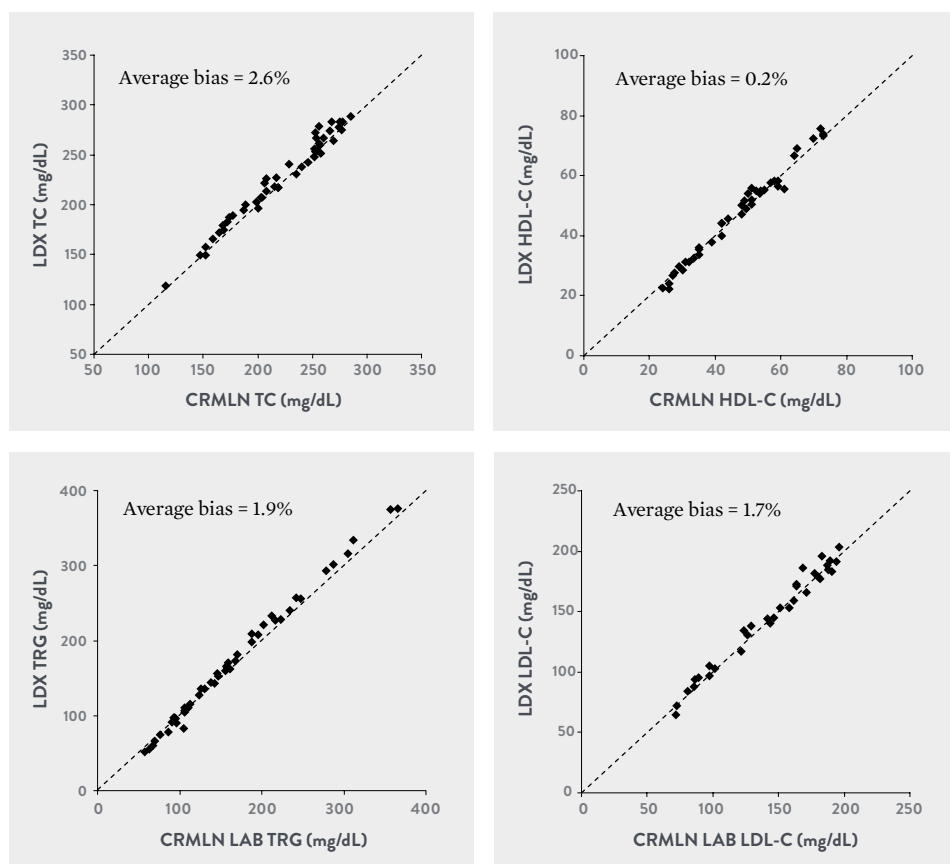 Average bias = 2.6%
350
300
250
200
150
100
50
50 100 150 200 250 300 350
LDX TC (mg/dL)
CRMLN TC (mg/dL)
Average bias = 0.2%
100
80
60
40
20
0
0 20 40 60 80 100
LDX HDL-C (mg/dL)
CRMLN HDL-C (mg/dL)
Average bias = 1.9%
400
300
200
100
0
0 100 200 300 400
LDX TRG (mg/dL)
CRMLN LAB TRG (mg/dL)
Average bias = 1.7%
250
200
150
100
50
0
0 50 100 150 200 250
LDX LDL-C (mg/dL)
CRMLN LAB LDL-C (mg/dL)